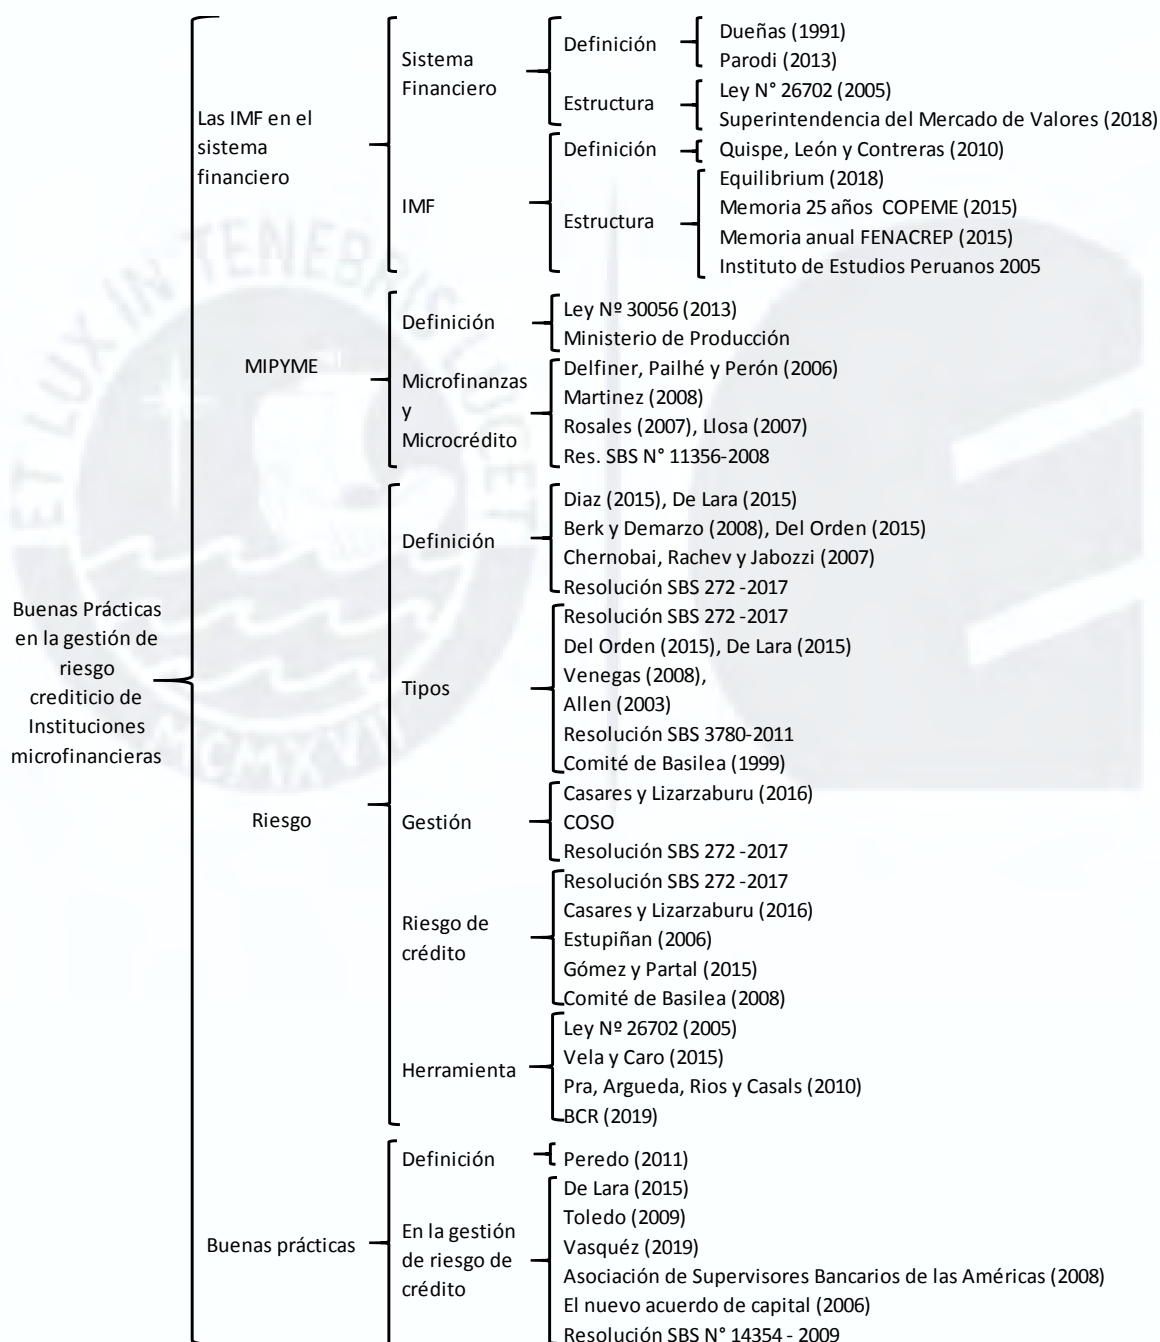 Buenas Prácticas
en la gestión de
riesgo
crediticio de
Instituciones
microfinancieras
Las IMF en el
sistema
financiero
Sistema
Financiero
Definición
Dueñas (1991)
Parodi (2013)
Estructura
Ley N° 26702 (2005)
Superintendencia del Mercado de Valores (2018)
IMF
Definición
Quispe, León y Contreras (2010)
Estructura
Equilibrium (2018)
Memoria 25 años COPEME (2015)
Memoria anual FENACREP (2015)
Instituto de Estudios Peruanos 2005
MIPYME
Definición
Ley Nº 30056 (2013)
Ministerio de Producción
Microfinanzas
y
Microcrédito
Delfiner, Pailhé y Perón (2006)
Martinez (2008)
Rosales (2007), Llosa (2007)
Res. SBS N° 11356-2008
Riesgo
Definición
Diaz (2015), De Lara (2015)
Berk y Demarzo (2008), Del Orden (2015)
Chernobai, Rachev y Jabozzi (2007)
Resolución SBS 272 -2017
Tipos
Resolución SBS 272 -2017
Del Orden (2015), De Lara (2015)
Venegas (2008),
Allen (2003)
Resolución SBS 3780-2011
Comité de Basilea (1999)
Gestión
Casares y Lizarzaburu (2016)
COSO
Resolución SBS 272 -2017
Riesgo de
crédito
Resolución SBS 272 -2017
Casares y Lizarzaburu (2016)
Estupiñan (2006)
Gómez y Partal (2015)
Comité de Basilea (2008)
Herramienta
Ley Nº 26702 (2005)
Vela y Caro (2015)
Pra, Argueda, Rios y Casals (2010)
BCR (2019)
Buenas prácticas
Definición
Peredo (2011)
En la gestión
de riesgo de
crédito
De Lara (2015)
Toledo (2009)
Vasquéz (2019)
Asociación de Supervisores Bancarios de las Américas (2008)
El nuevo acuerdo de capital (2006)
Resolución SBS N° 14354 - 2009
ET LUX IN TENEBRIS LUCET
MCMXVII